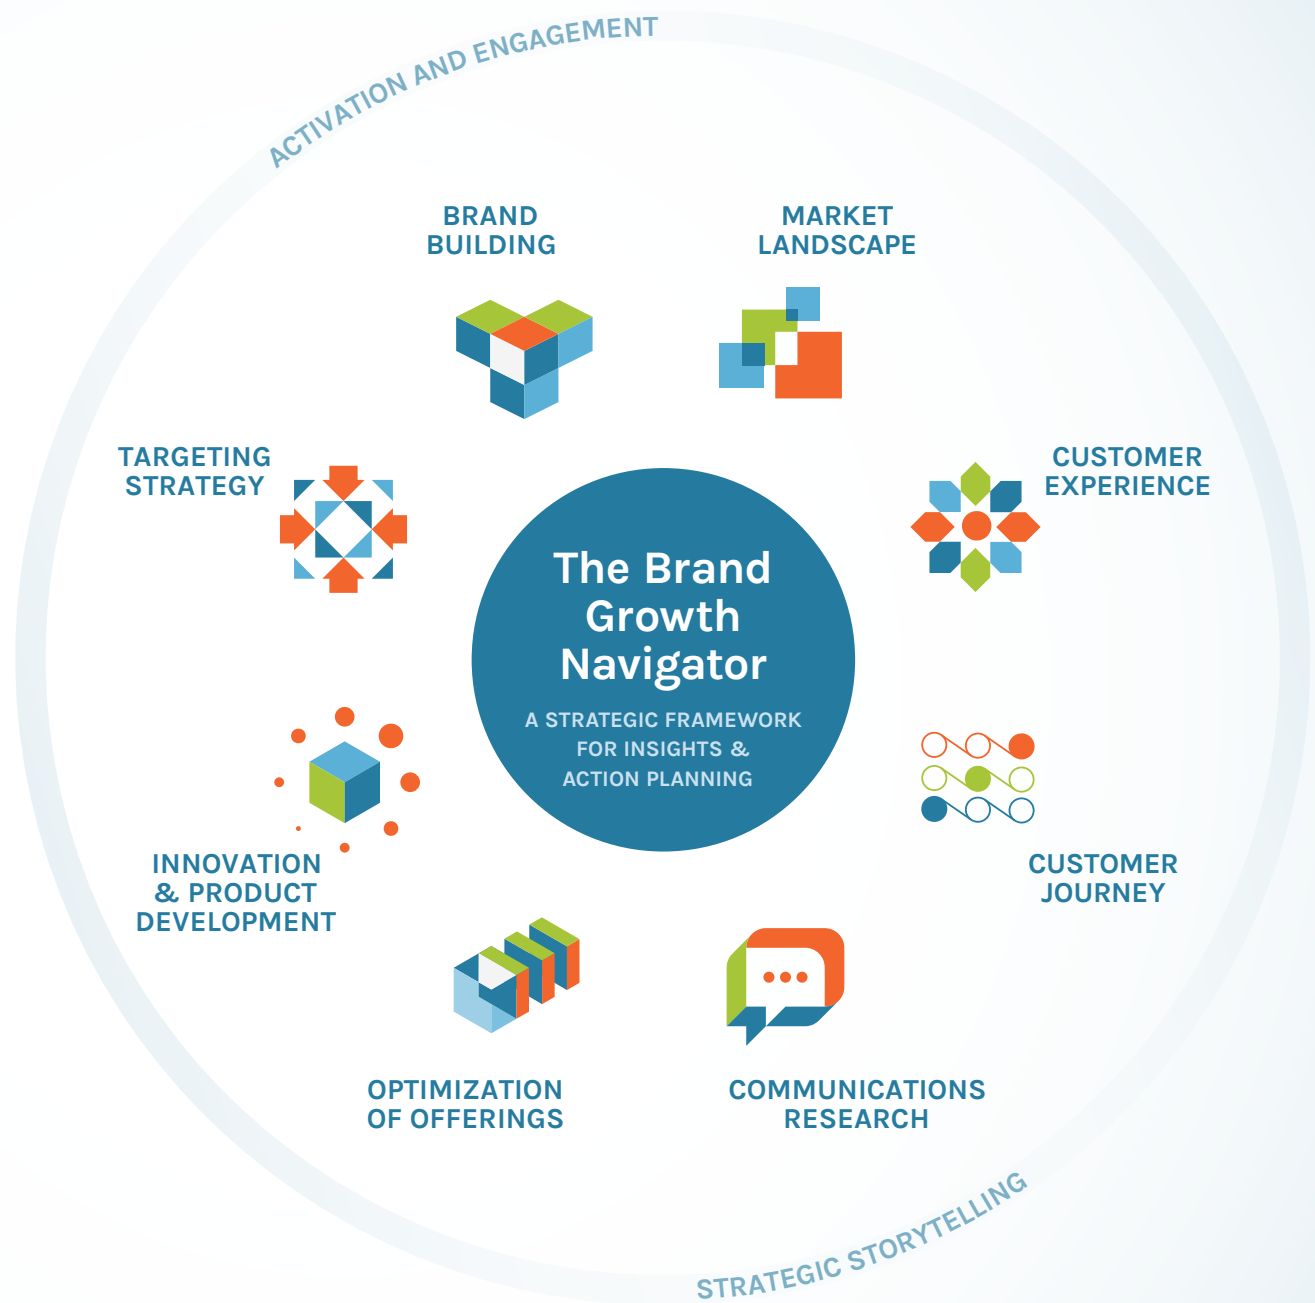 ACTIVATION AND ENGAGEMENT
BRAND
BUILDING
MARKET
LANDSCAPE
TARGETING
STRATEGY
CUSTOMER
EXPERIENCE
The Brand
Growth
Navigator
A STRATEGIC FRAMEWORK
FOR INSIGHTS &
ACTION PLANNING
INNOVATION
& PRODUCT
DEVELOPMENT
CUSTOMER
JOURNEY
OPTIMIZATION
OF OFFERINGS
COMMUNICATIONS
RESEARCH
STRATEGIC STORYTELLING